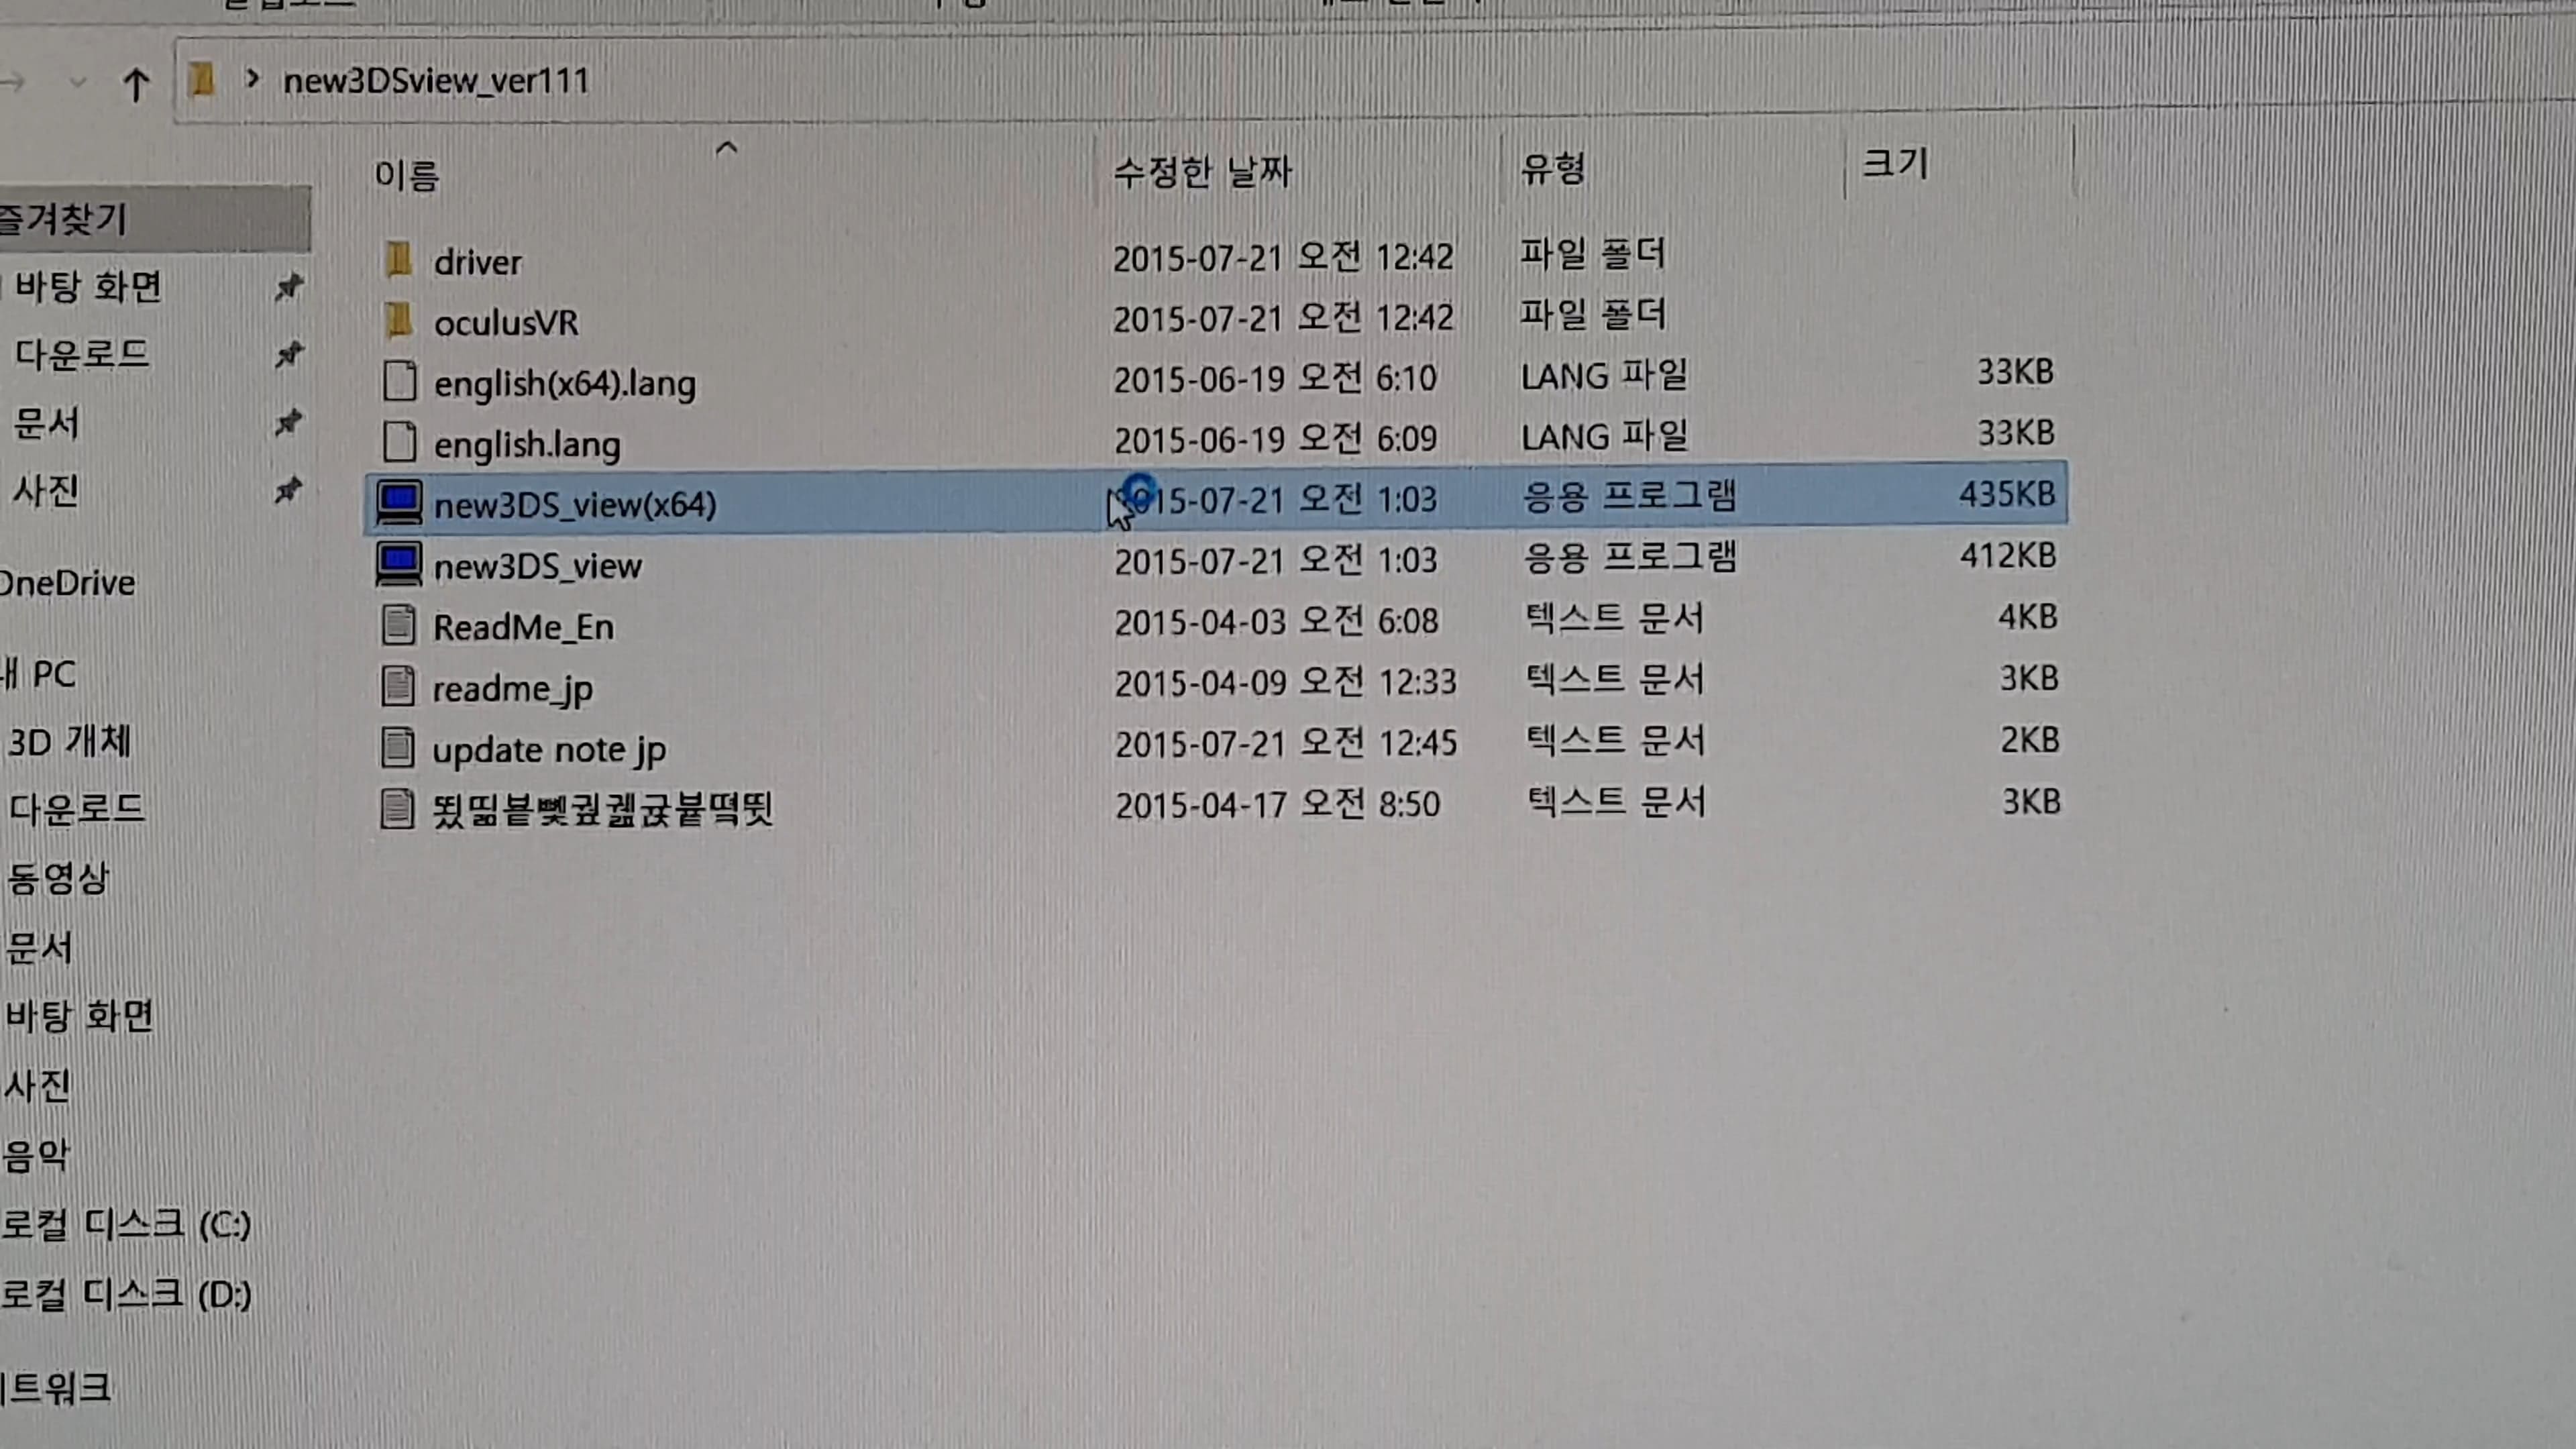 new3DSview_ver111
이름 수정한 날짜 유형 크기
즐겨찾기
바탕 화면
다운로드
문서
사진
OneDrive
내 PC
3D 개체
다운로드
동영상
문서
바탕 화면
사진
음악
로컬 디스크 (C:)
로컬 디스크 (D:)
네트워크
driver 2015-07-21 오전 12:42 파일 폴더
oculusVR 2015-07-21 오전 12:42 파일 폴더
english(x64).lang 2015-06-19 오전 6:10 LANG 파일 33KB
english.lang 2015-06-19 오전 6:09 LANG 파일 33KB
new3DS_view(x64) 2015-07-21 오전 1:03 응용 프로그램 435KB
new3DS_view 2015-07-21 오전 1:03 응용 프로그램 412KB
ReadMe_En 2015-04-03 오전 6:08 텍스트 문서 4KB
readme_jp 2015-04-09 오전 12:33 텍스트 문서 3KB
update note jp 2015-07-21 오전 12:45 텍스트 문서 2KB
2015-04-17 오전 8:50 텍스트 문서 3KB